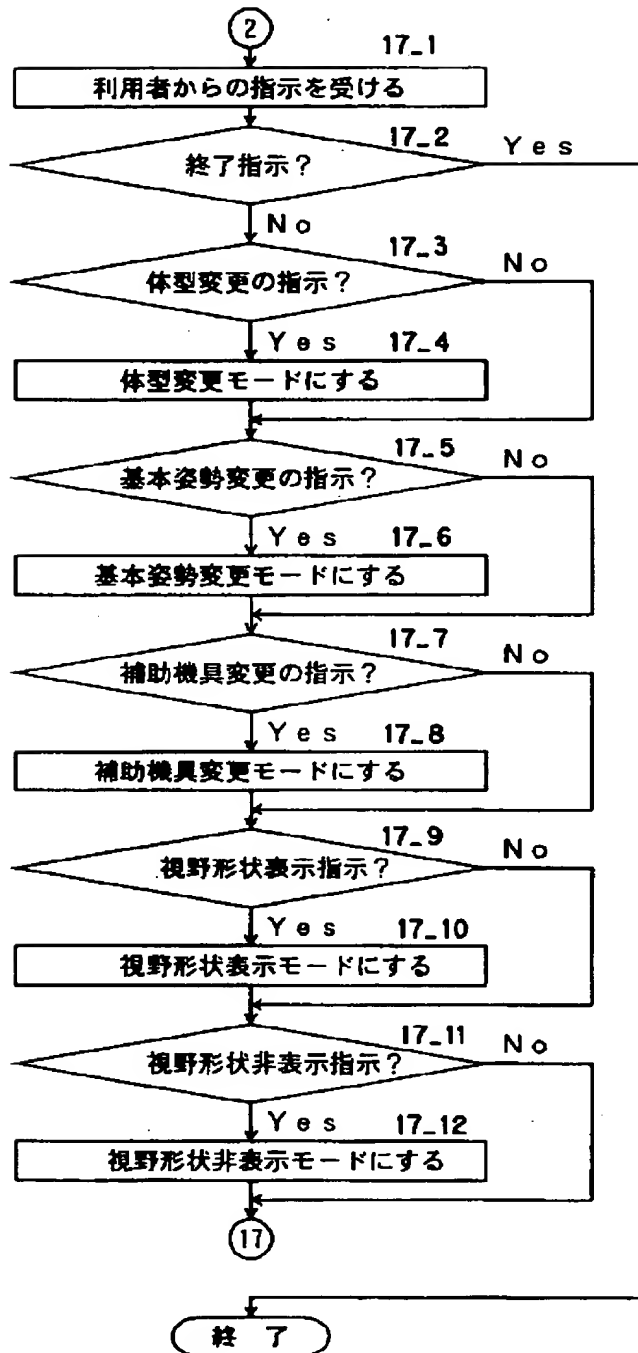 2
17_1
利用者からの指示を受ける
17_2
終了指示? Yes
No
17_3
体型変更の指示? No
Yes 17_4
体型変更モードにする
17_5
基本姿勢変更の指示? No
Yes 17_6
基本姿勢変更モードにする
17_7
補助機具変更の指示? No
Yes 17_8
補助機具変更モードにする
17_9
視野形状表示指示? No
Yes 17_10
視野形状表示モードにする
17_11
視野形状非表示指示? No
Yes 17_12
視野形状非表示モードにする
17
終 了